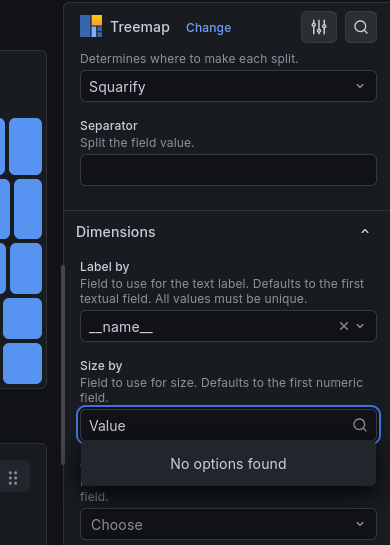 Treemap Change
Determines where to make each split.
Squarify
Separator
Split the field value.
Dimensions
Label by
Field to use for the text label. Defaults to the first
textual field. All values must be unique.
__name__
Size by
Field to use for size. Defaults to the first numeric
field.
Value
No options found
field.
Choose